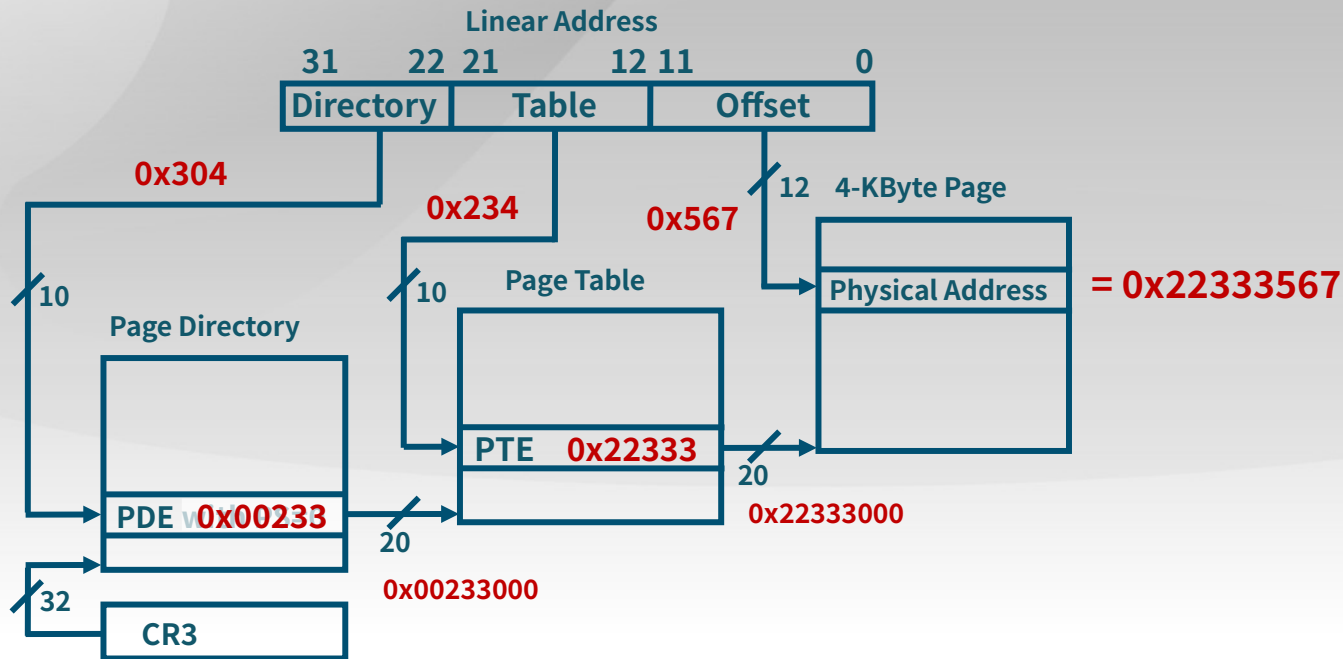 Linear Address
31 22 21 12 11 0
Directory Table Offset
0x304
0x234
0x567
12
4-KByte Page
10
10
Page Table
Physical Address
= 0x22333567
Page Directory
PTE 0x22333
20
0x22333000
PDE 0x00233
20
0x00233000
32
CR3